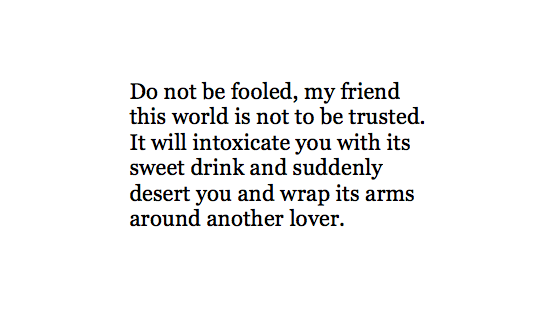 Do not be fooled, my friend
this world is not to be trusted.
It will intoxicate you with its
sweet drink and suddenly
desert you and wrap its arms
around another lover.